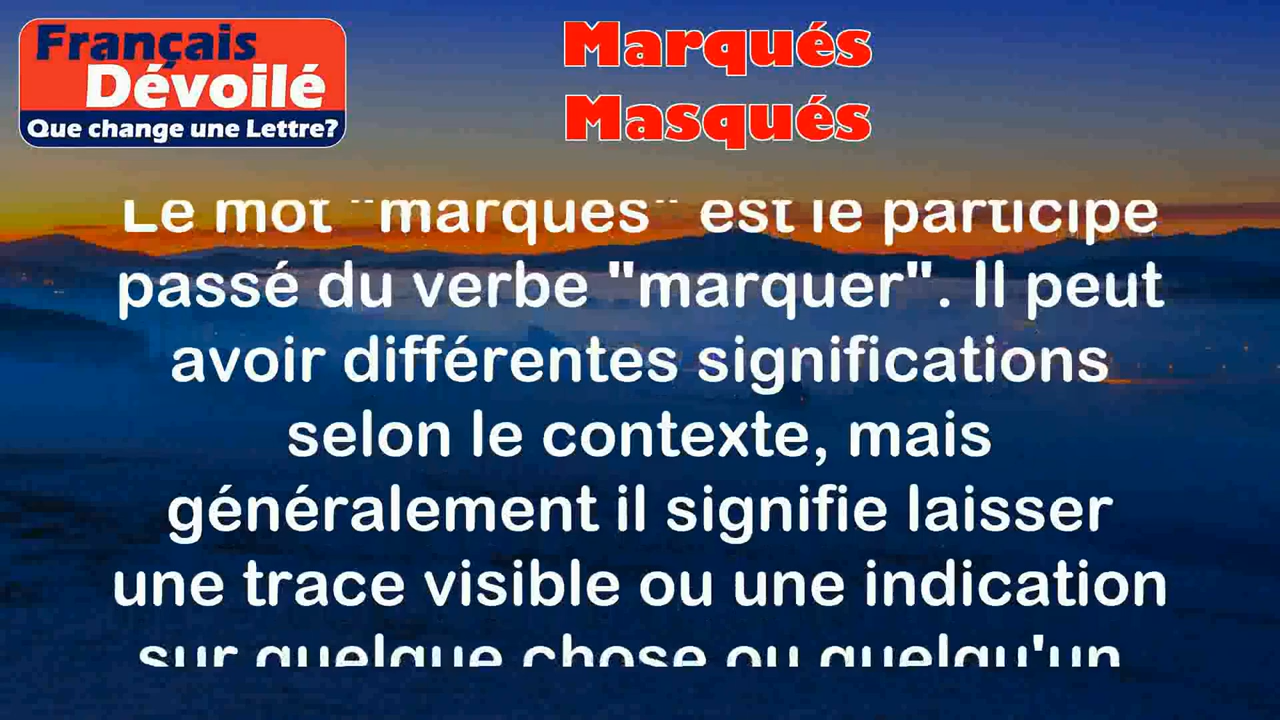 Français
Dévoilé
Que change une Lettre?
Marqués
Masqués
Le mot "marqués" est le participe
passé du verbe "marquer". Il peut
avoir différentes significations
selon le contexte, mais
généralement il signifie laisser
une trace visible ou une indication
sur quelque chose ou quelqu'un